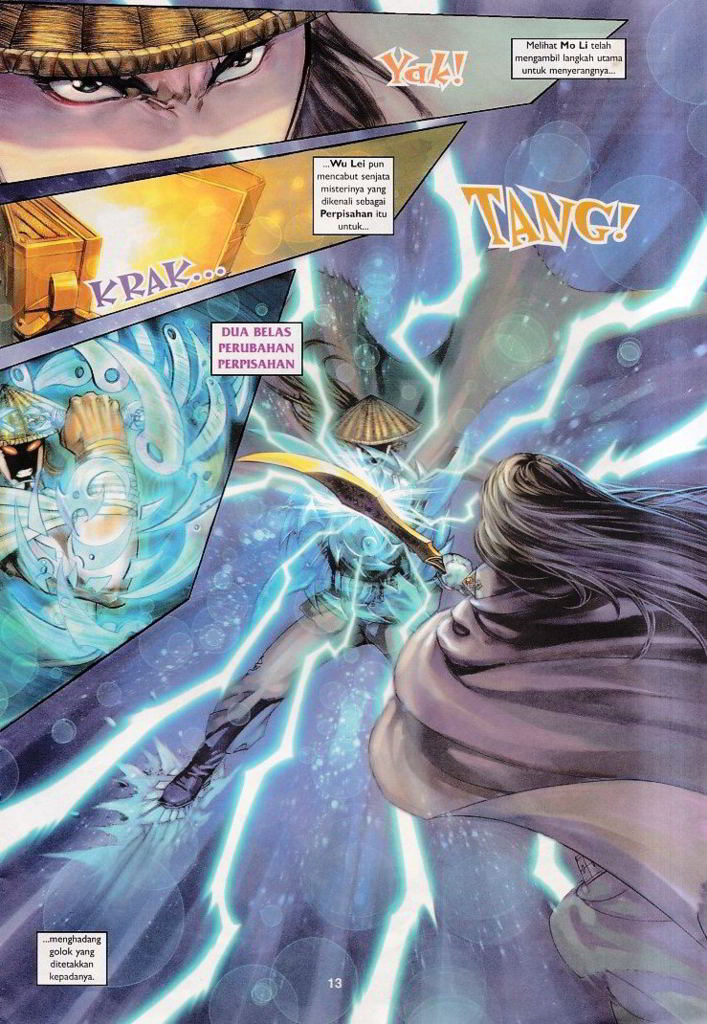 Yak!
Melihat Mo Li telah
mengambil langkah utama
untuk menyerangnya...
...Wu Lei pun
mencabut senjata
misterinya yang
dikenali sebagai
Perpisahan itu
untuk...
TANG!
KRAK...
DUA BELAS
PERUBAHAN
PERPISAHAN
...menghadang
golok yang
ditetakkan
kepadanya.
13